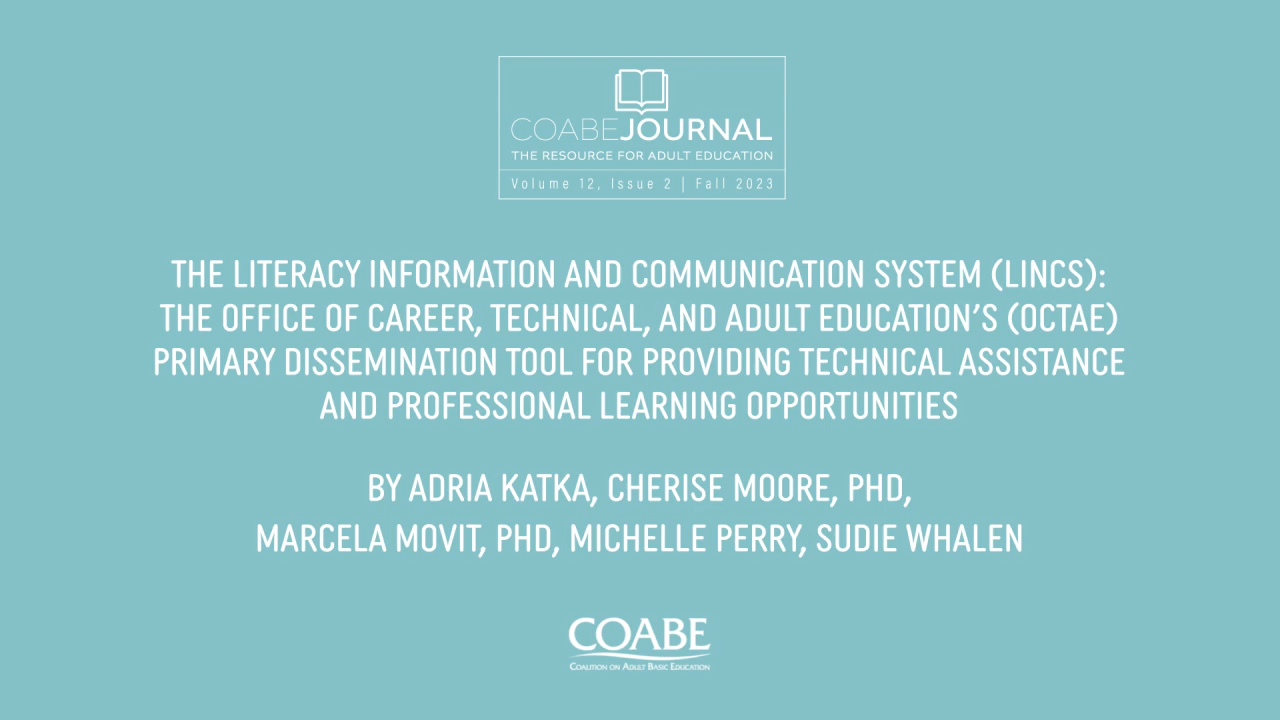 COABEJOURNAL
THE RESOURCE FOR ADULT EDUCATION
Volume 12, Issue 2 | Fall 2023
THE LITERACY INFORMATION AND COMMUNICATION SYSTEM (LINCS):
THE OFFICE OF CAREER, TECHNICAL, AND ADULT EDUCATION’S (OCTAE)
PRIMARY DISSEMINATION TOOL FOR PROVIDING TECHNICAL ASSISTANCE
AND PROFESSIONAL LEARNING OPPORTUNITIES
BY ADRIA KATKA, CHERISE MOORE, PHD,
MARCELA MOVIT, PHD, MICHELLE PERRY, SUDIE WHALEN
COABE
COALITION ON ADULT BASIC EDUCATION